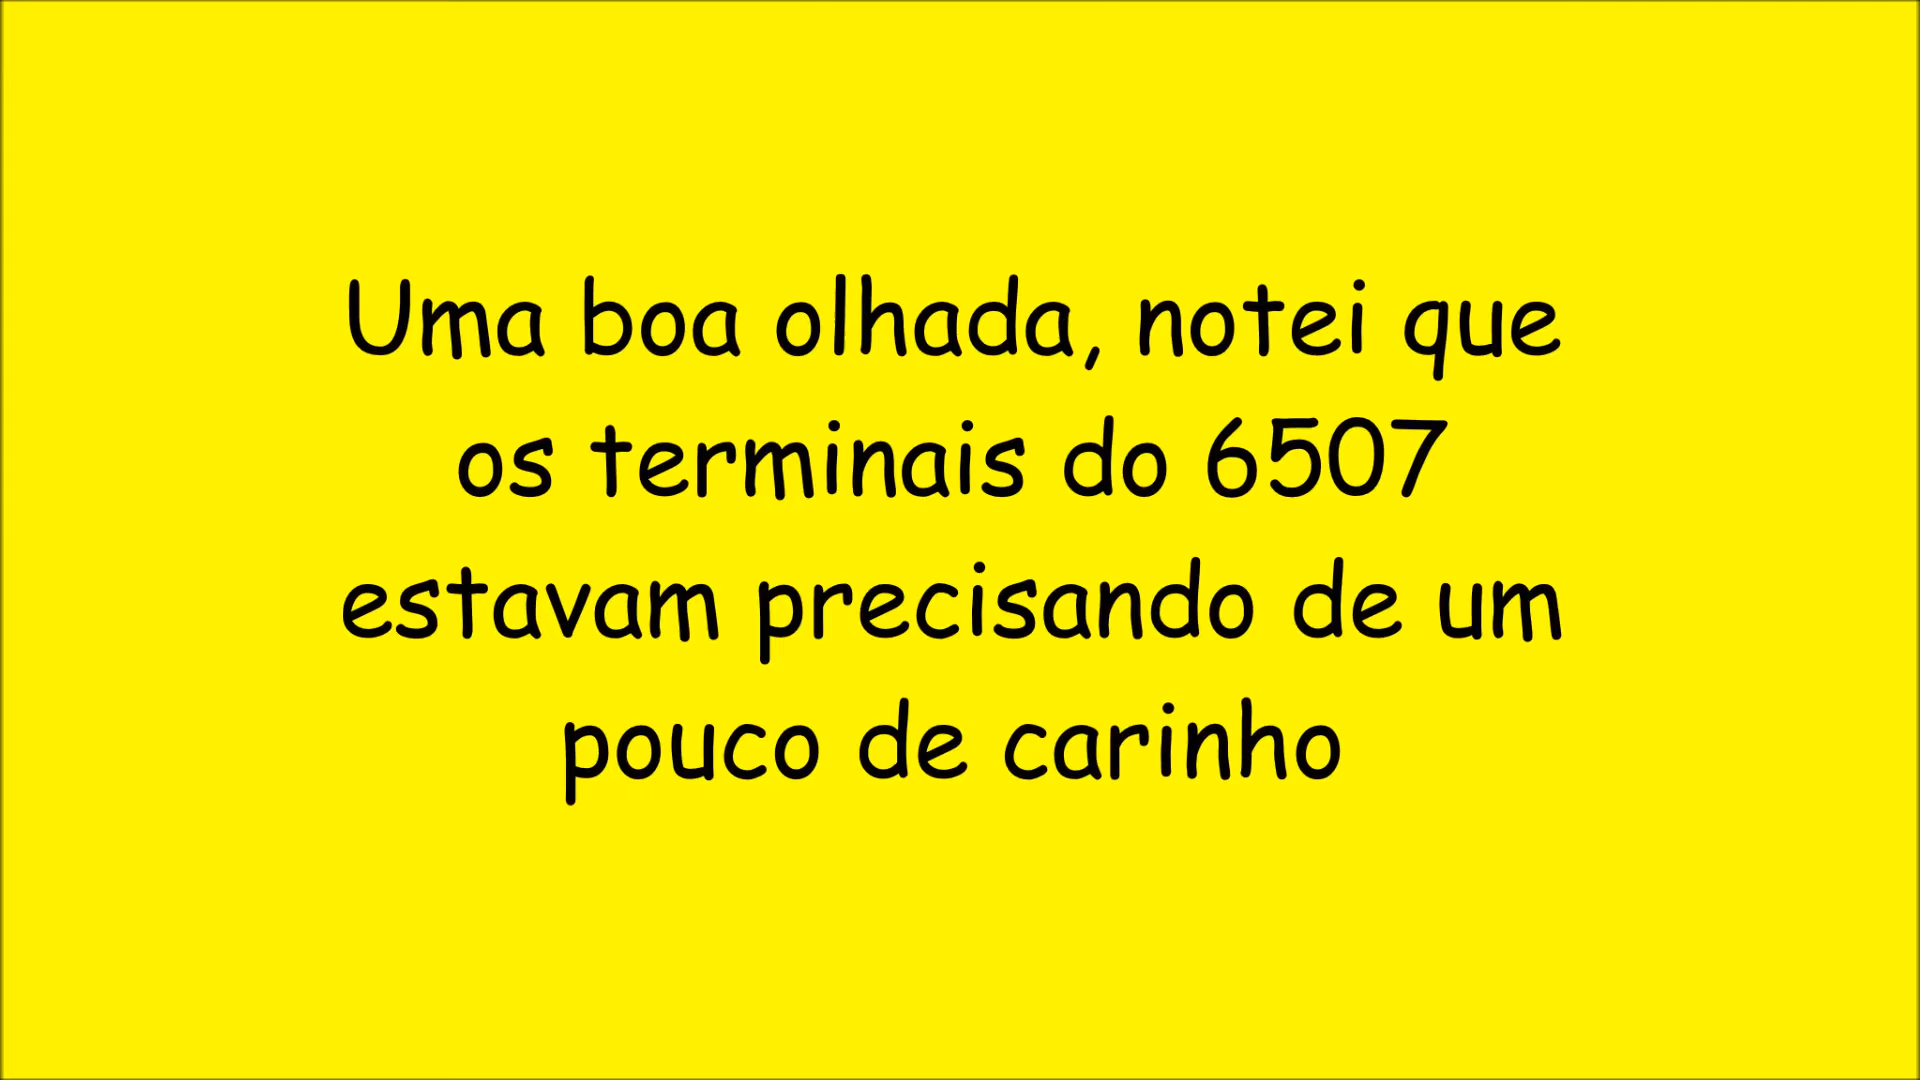 Uma boa olhada, notei que
os terminais do 6507
estavam precisando de um
pouco de carinho